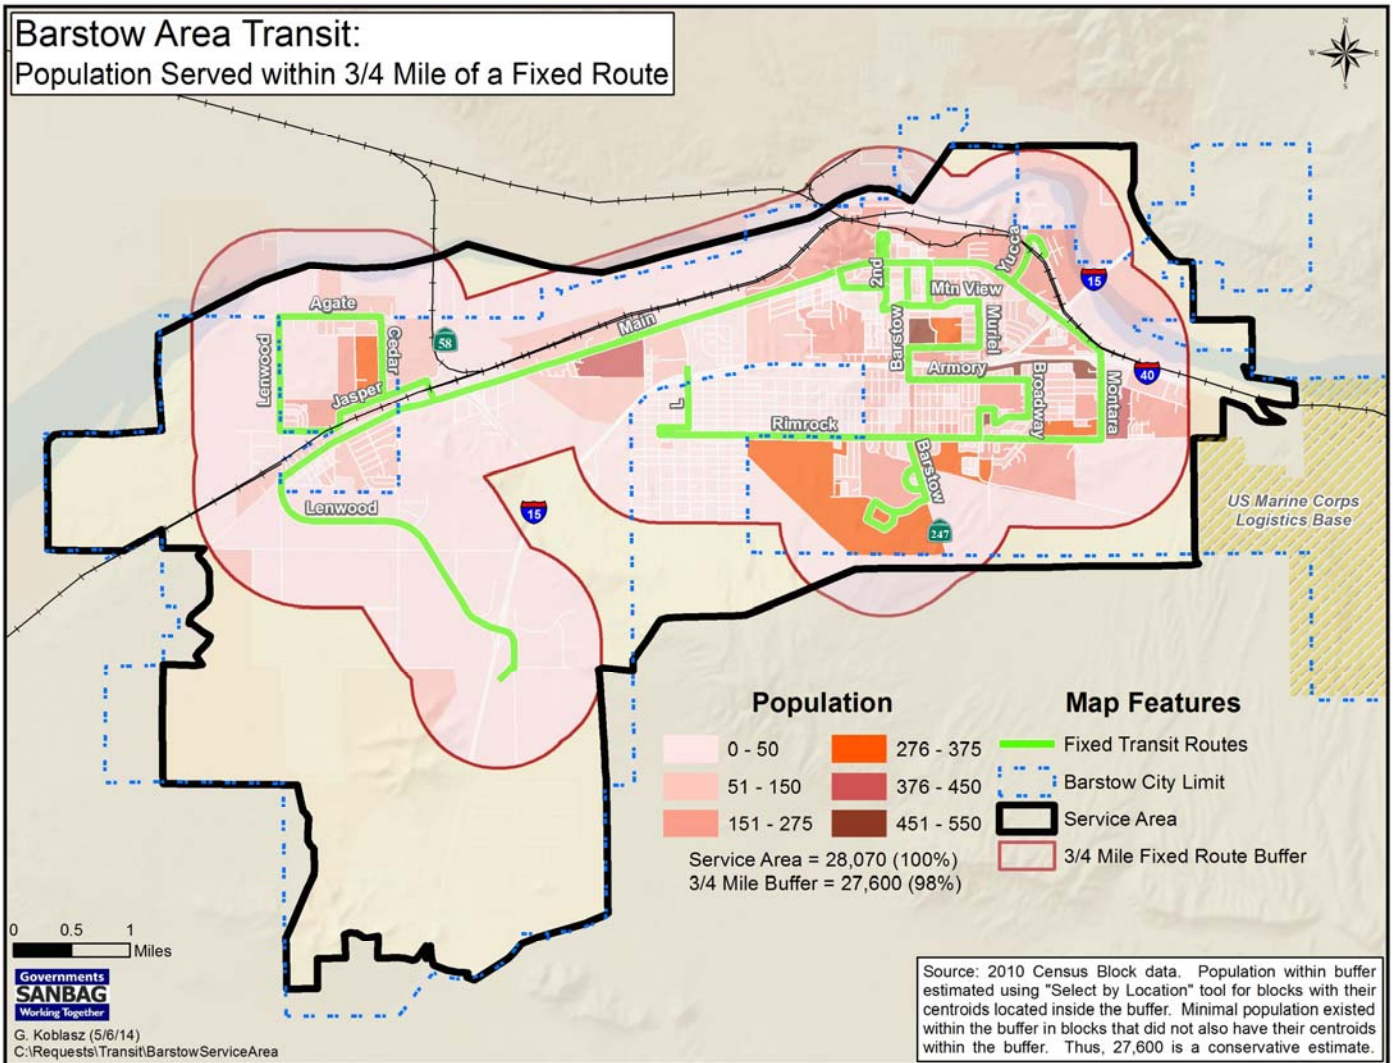 Barstow Area Transit:
Population Served within 3/4 Mile of a Fixed Route
N
W
E
S
Agate
Lenwood
Cedar
Jasper
58
Main
2nd
Yucca
15
Mtn View
Barstow
Muriel
Armory
Broadway
40
Montara
L
Rimrock
Barstow
247
Lenwood
15
US Marine Corps
Logistics Base
Population
0 - 50
51 - 150
151 - 275
276 - 375
376 - 450
451 - 550
Service Area = 28,070 (100%)
3/4 Mile Buffer = 27,600 (98%)
Map Features
Fixed Transit Routes
Barstow City Limit
Service Area
3/4 Mile Fixed Route Buffer
0 0.5 1
Miles
Governments
SANBAG
Working Together
G. Koblasz (5/6/14)
C:\Requests\Transit\BarstowServiceArea
Source: 2010 Census Block data. Population within buffer
estimated using "Select by Location" tool for blocks with their
centroids located inside the buffer. Minimal population existed
within the buffer in blocks that did not also have their centroids
within the buffer. Thus, 27,600 is a conservative estimate.